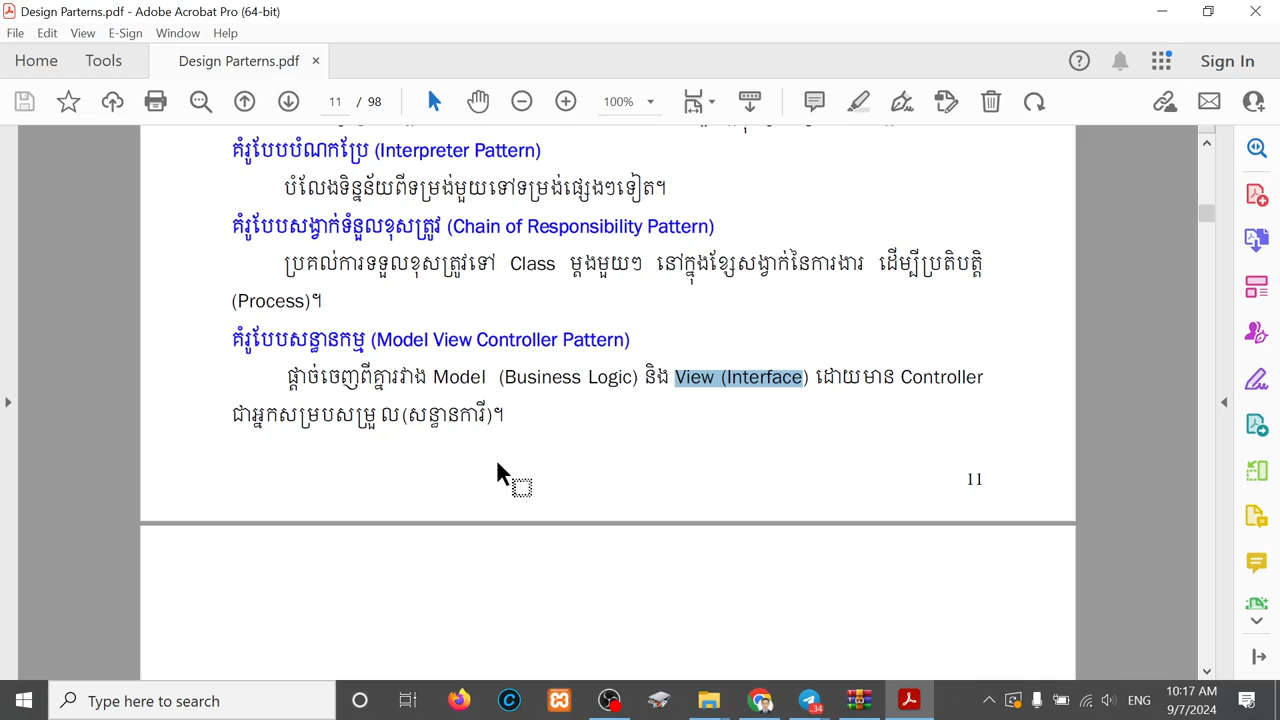 Design Parterns.pdf - Adobe Acrobat Pro (64-bit)
File Edit View E-Sign Window Help
Home Tools Design Parterns.pdf × Sign In
11 / 98 100%
គំរូបែបបំណកប្រែ (Interpreter Pattern)
បំលែងទិន្នន័យពីទម្រង់មួយទៅទម្រង់ផ្សេងៗទៀត។
គំរូបែបសង្វាក់ទំនួលខុសត្រូវ (Chain of Responsibility Pattern)
ប្រគល់ការទទួលខុសត្រូវទៅ Class ម្តងមួយៗ នៅក្នុងខ្សែសង្វាក់នៃការងារ ដើម្បីប្រតិបត្តិ
(Process)។
គំរូបែបសន្ធានកម្ម (Model View Controller Pattern)
ផ្តាច់ចេញពីគ្នារវាង Model (Business Logic) និង View (Interface) ដោយមាន Controller
ជាអ្នកសម្របសម្រួល(សន្ធានការី)។
11
Type here to search
34
ENG
10:17 AM
9/7/2024